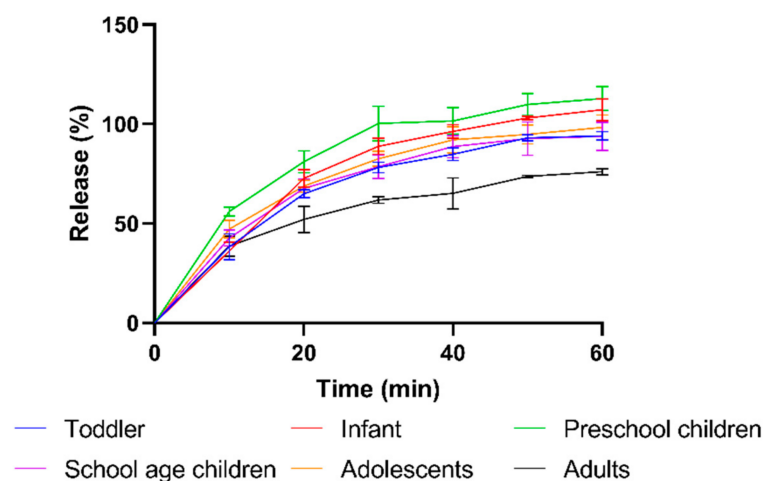 150
100
50
0
Release (%)
0 20 40 60
Time (min)
Toddler Infant Preschool children
School age children Adolescents Adults